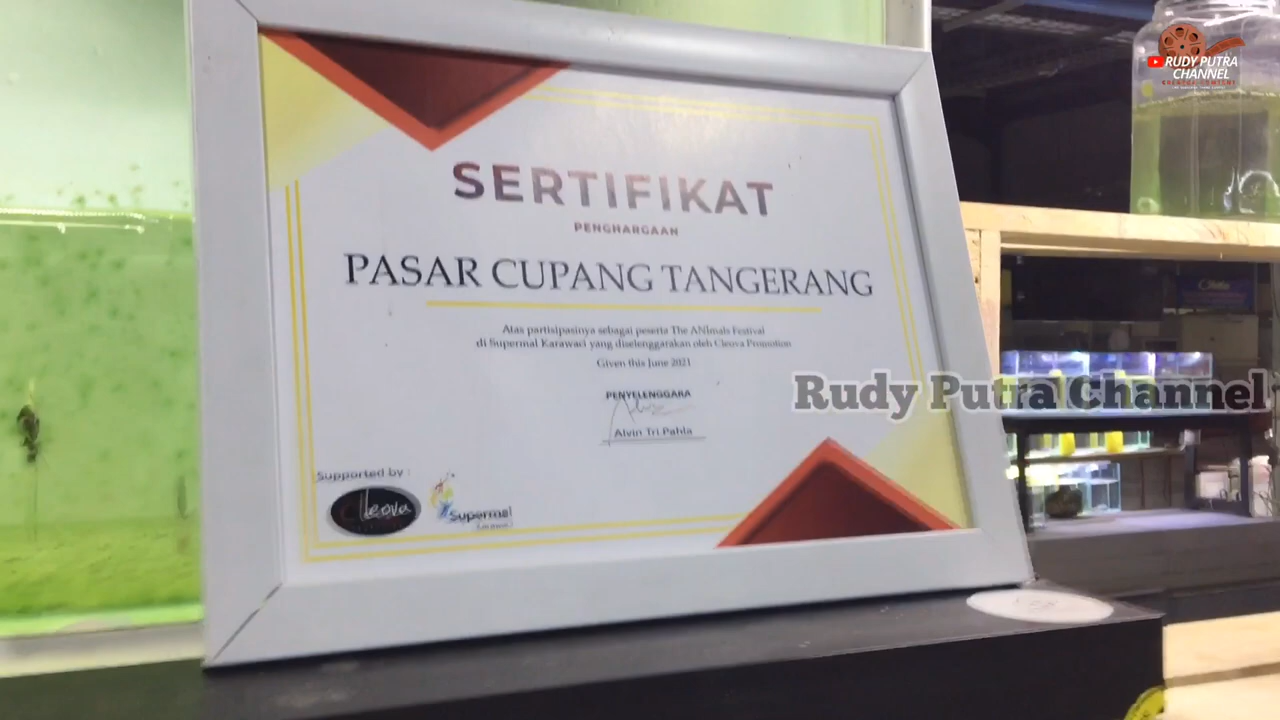 RUDY PUTRA
CHANNEL
SERTIFIKAT
PENGHARGAAN
PASAR CUPANG TANGERANG
Atas partisipasinya sebagai peserta The ANImals Festival
di Supermal Karawaci yang diselenggarakan oleh Cleova Promotion
Given this June 2021
PENYELENGGARA
Alvin Tri Pahla
Rudy Putra Channel
Supported by :
Cleova
Supermal